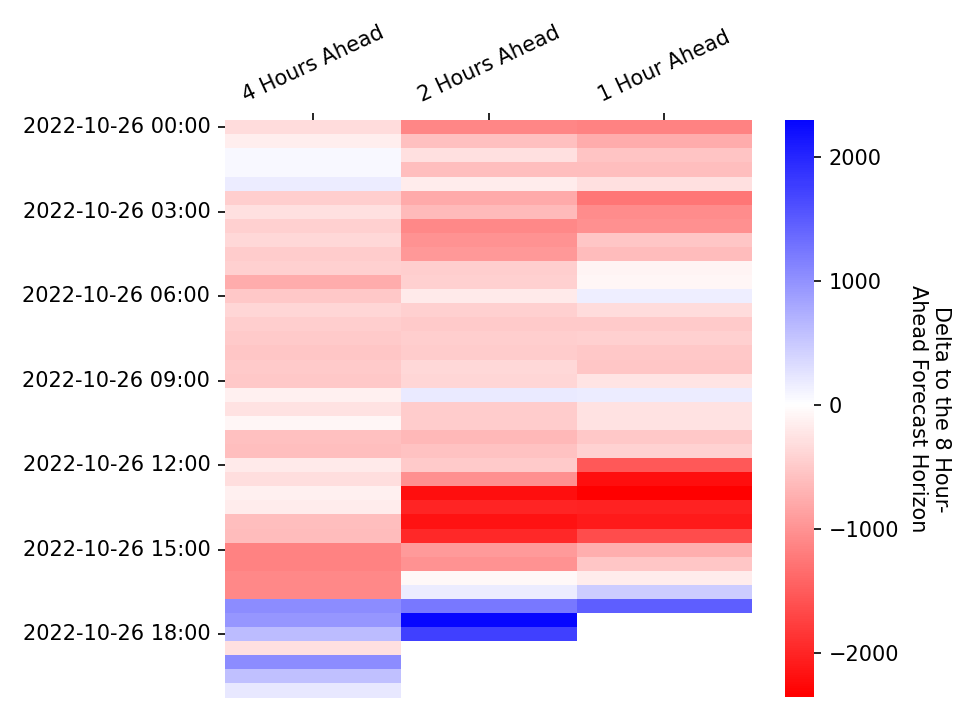 4 Hours Ahead
2 Hours Ahead
1 Hour Ahead
2022-10-26 00:00
2022-10-26 03:00
2022-10-26 06:00
2022-10-26 09:00
2022-10-26 12:00
2022-10-26 15:00
2022-10-26 18:00
2000
1000
0
−1000
−2000
Delta to the 8 Hour-
Ahead Forecast Horizon